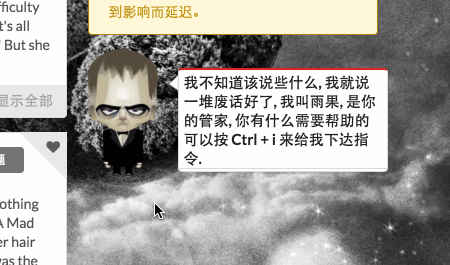 到影响而延迟。
fficulty
t's all
' But she
显示全部
我不知道该说些什么, 我就说
一堆废话好了, 我叫雨果, 是你
的管家, 你有什么需要帮助的
可以按 Ctrl + i 来给我下达指
令.
题
othing
A Mad
er hair
was the